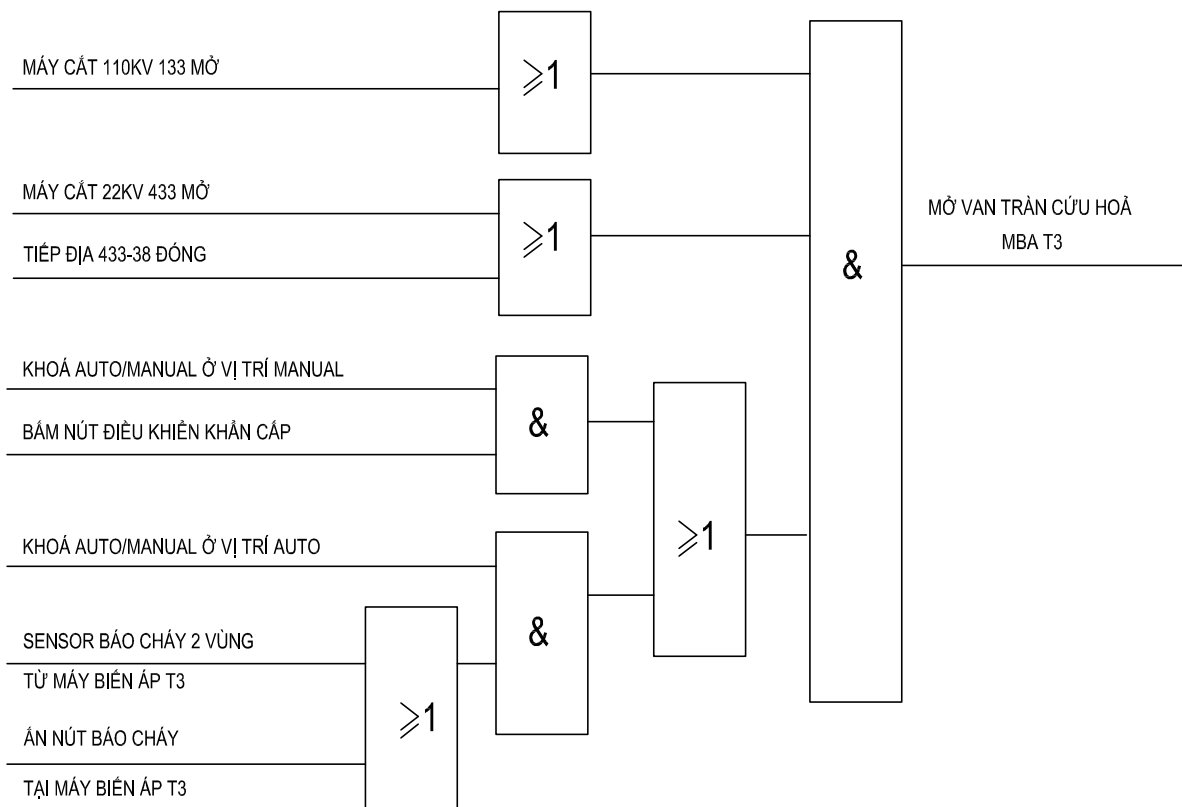 MÁY CẮT 110KV 133 MỞ
≥1
MÁY CẮT 22KV 433 MỞ
TIẾP ĐỊA 433-38 ĐÓNG
≥1
&
MỞ VAN TRÀN CỨU HOẢ
MBA T3
KHOÁ AUTO/MANUAL Ở VỊ TRÍ MANUAL
BẤM NÚT ĐIỀU KHIỂN KHẨN CẤP
&
≥1
KHOÁ AUTO/MANUAL Ở VỊ TRÍ AUTO
&
SENSOR BÁO CHÁY 2 VÙNG
TỪ MÁY BIẾN ÁP T3
≥1
ẤN NÚT BÁO CHÁY
TẠI MÁY BIẾN ÁP T3